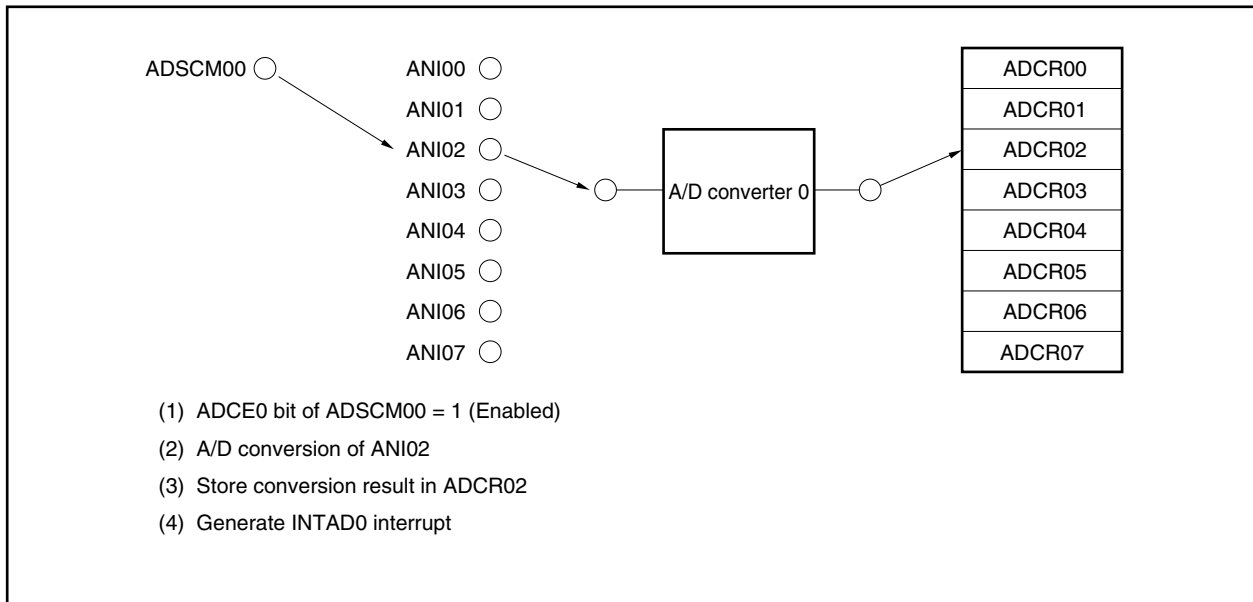 ADSCM00
ANI00
ANI01
ANI02
ANI03
ANI04
ANI05
ANI06
ANI07
A/D converter 0
ADCR00
ADCR01
ADCR02
ADCR03
ADCR04
ADCR05
ADCR06
ADCR07
(1) ADCE0 bit of ADSCM00 = 1 (Enabled)
(2) A/D conversion of ANI02
(3) Store conversion result in ADCR02
(4) Generate INTAD0 interrupt